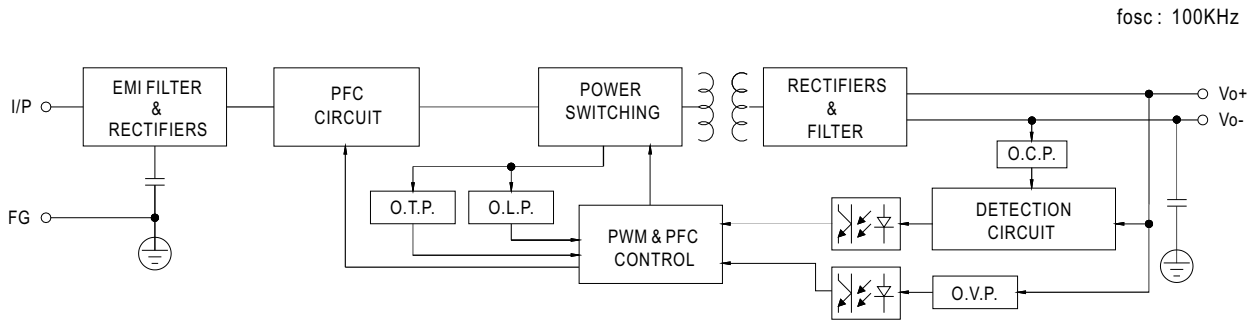 fosc : 100KHz
I/P
EMI FILTER
&
RECTIFIERS
PFC
CIRCUIT
POWER
SWITCHING
RECTIFIERS
&
FILTER
Vo+
Vo-
O.C.P.
FG
O.T.P.
O.L.P.
PWM & PFC
CONTROL
DETECTION
CIRCUIT
O.V.P.